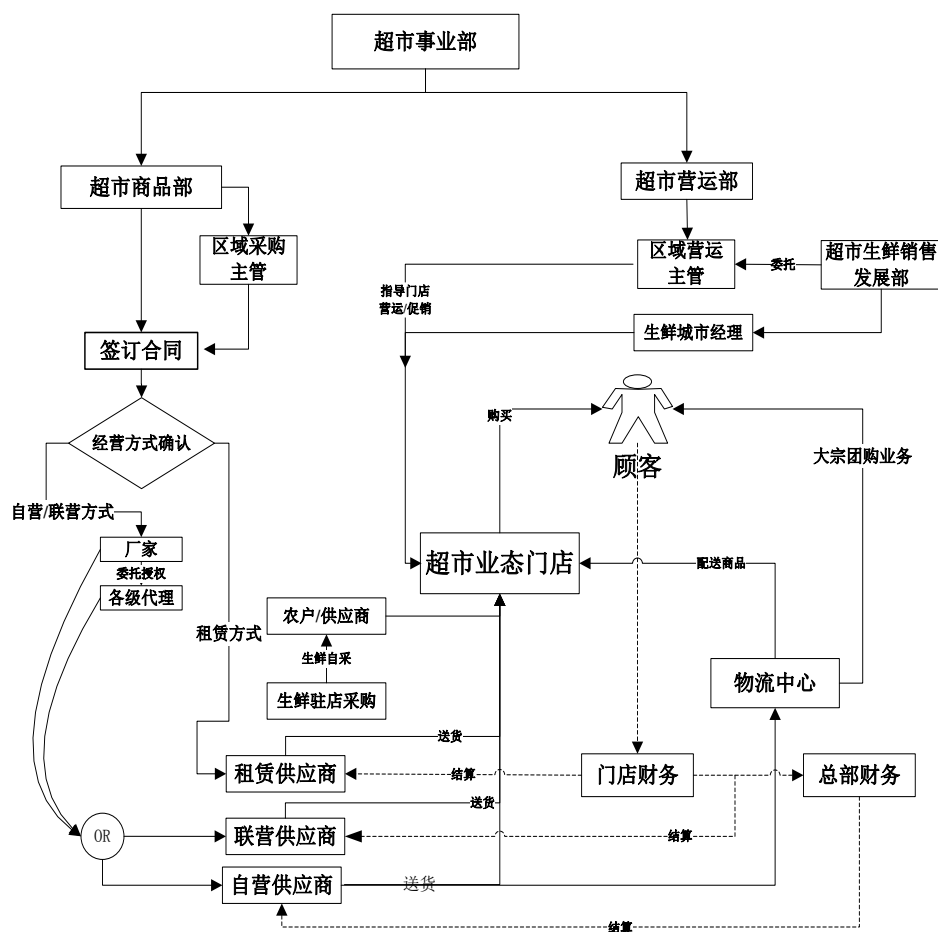 超市事业部
超市商品部
超市营运部
区域采购
主管
区域营运
主管
委托
超市生鲜销售
发展部
指导门店
营运/促销
生鲜城市经理
签订合同
购买
经营方式确认
顾客
大宗团购业务
自营/联营方式
厂家
委托授权
各级代理
超市业态门店
配送商品
农户/供应商
租赁方式
生鲜自采
生鲜驻店采购
物流中心
送货
租赁供应商
结算
门店财务
总部财务
送货
OR
联营供应商
结算
自营供应商
送货
结算